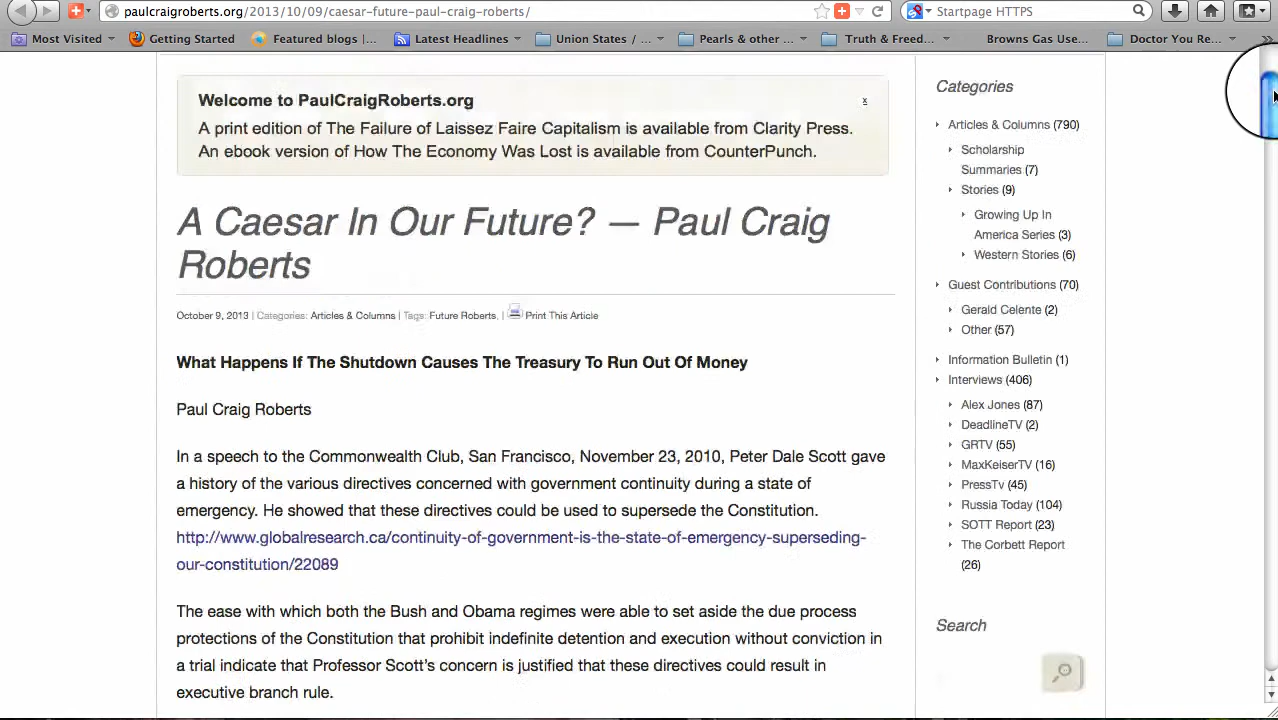 paulcraigroberts.org/2013/10/09/caesar-future-paul-craig-roberts/
Startpage HTTPS
Most Visited
Getting Started
Featured blogs |...
Latest Headlines
Union States / ...
Pearls & other ...
Truth & Freed...
Browns Gas Use...
Doctor You Re...
Welcome to PaulCraigRoberts.org
x
A print edition of The Failure of Laissez Faire Capitalism is available from Clarity Press.
An ebook version of How The Economy Was Lost is available from CounterPunch.
A Caesar In Our Future? — Paul Craig
Roberts
October 9, 2013 | Categories: Articles & Columns | Tags: Future Roberts, | Print This Article
What Happens If The Shutdown Causes The Treasury To Run Out Of Money
Paul Craig Roberts
In a speech to the Commonwealth Club, San Francisco, November 23, 2010, Peter Dale Scott gave
a history of the various directives concerned with government continuity during a state of
emergency. He showed that these directives could be used to supersede the Constitution.
http://www.globalresearch.ca/continuity-of-government-is-the-state-of-emergency-superseding-
our-constitution/22089
The ease with which both the Bush and Obama regimes were able to set aside the due process
protections of the Constitution that prohibit indefinite detention and execution without conviction in
a trial indicate that Professor Scott's concern is justified that these directives could result in
executive branch rule.
Categories
Articles & Columns (790)
Scholarship
Summaries (7)
Stories (9)
Growing Up In
America Series (3)
Western Stories (6)
Guest Contributions (70)
Gerald Celente (2)
Other (57)
Information Bulletin (1)
Interviews (406)
Alex Jones (87)
DeadlineTV (2)
GRTV (55)
MaxKeiserTV (16)
PressTv (45)
Russia Today (104)
SOTT Report (23)
The Corbett Report
(26)
Search